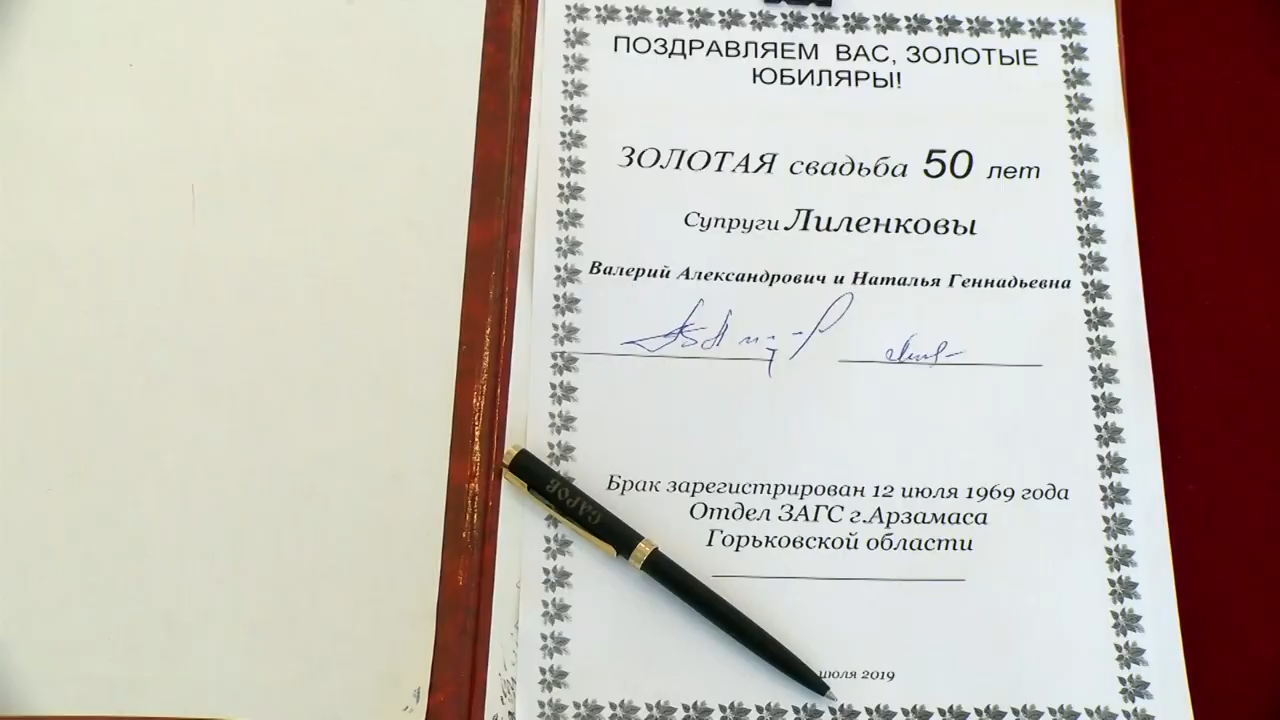 ПОЗДРАВЛЯЕМ ВАС, ЗОЛОТЫЕ
ЮБИЛЯРЫ!
ЗОЛОТАЯ свадьба 50 лет
Супруги Лиленковы
Валерий Александрович и Наталья Геннадьевна
Брак зарегистрирован 12 июля 1969 года
Отдел ЗАГС г.Арзамаса
Горьковской области
июля 2019
САРОВ